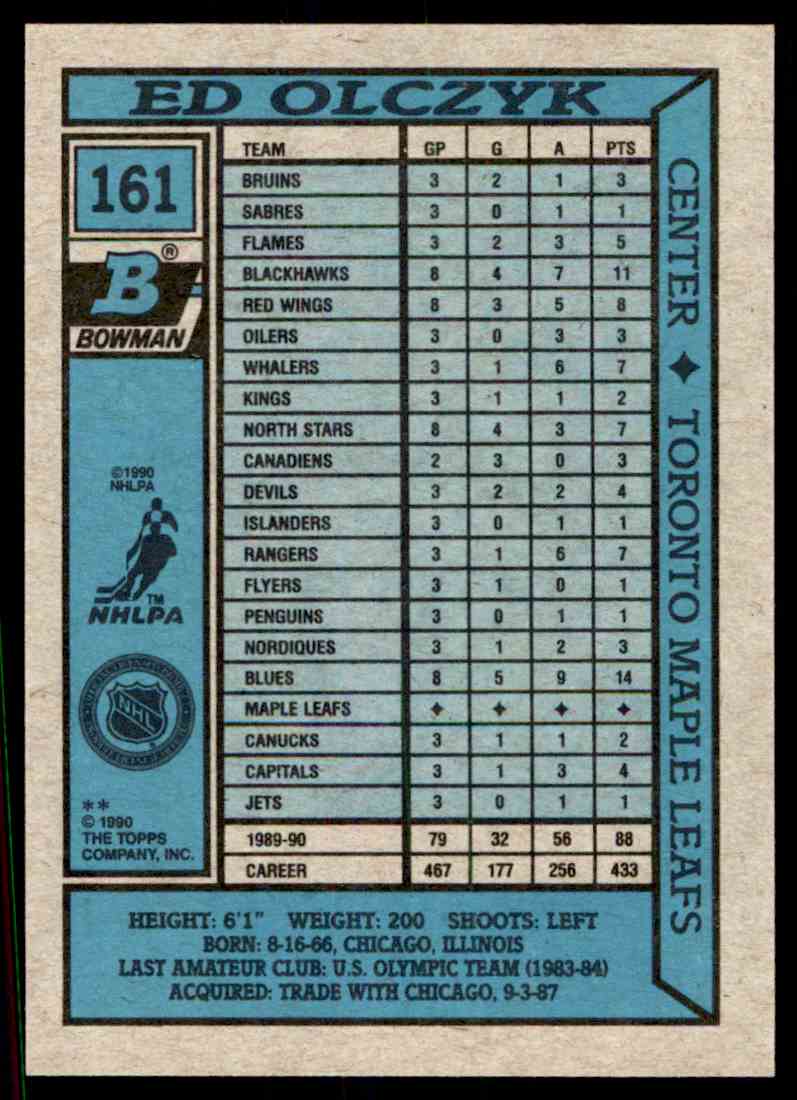 ED OLCZYK
161
B®
BOWMAN
©1990
NHLPA
TM
NHLPA
NHL
**
© 1990
THE TOPPS
COMPANY, INC.
TEAM GP G A PTS
BRUINS 3 2 1 3
SABRES 3 0 1 1
FLAMES 3 2 3 5
BLACKHAWKS 8 4 7 11
RED WINGS 8 3 5 8
OILERS 3 0 3 3
WHALERS 3 1 6 7
KINGS 3 1 1 2
NORTH STARS 8 4 3 7
CANADIENS 2 3 0 3
DEVILS 3 2 2 4
ISLANDERS 3 0 1 1
RANGERS 3 1 6 7
FLYERS 3 1 0 1
PENGUINS 3 0 1 1
NORDIQUES 3 1 2 3
BLUES 8 5 9 14
MAPLE LEAFS ✦ ✦ ✦ ✦
CANUCKS 3 1 1 2
CAPITALS 3 1 3 4
JETS 3 0 1 1
1989-90 79 32 56 88
CAREER 467 177 256 433
CENTER ✦ TORONTO MAPLE LEAFS
HEIGHT: 6'1" WEIGHT: 200 SHOOTS: LEFT
BORN: 8-16-66, CHICAGO, ILLINOIS
LAST AMATEUR CLUB: U.S. OLYMPIC TEAM (1983-84)
ACQUIRED: TRADE WITH CHICAGO, 9-3-87